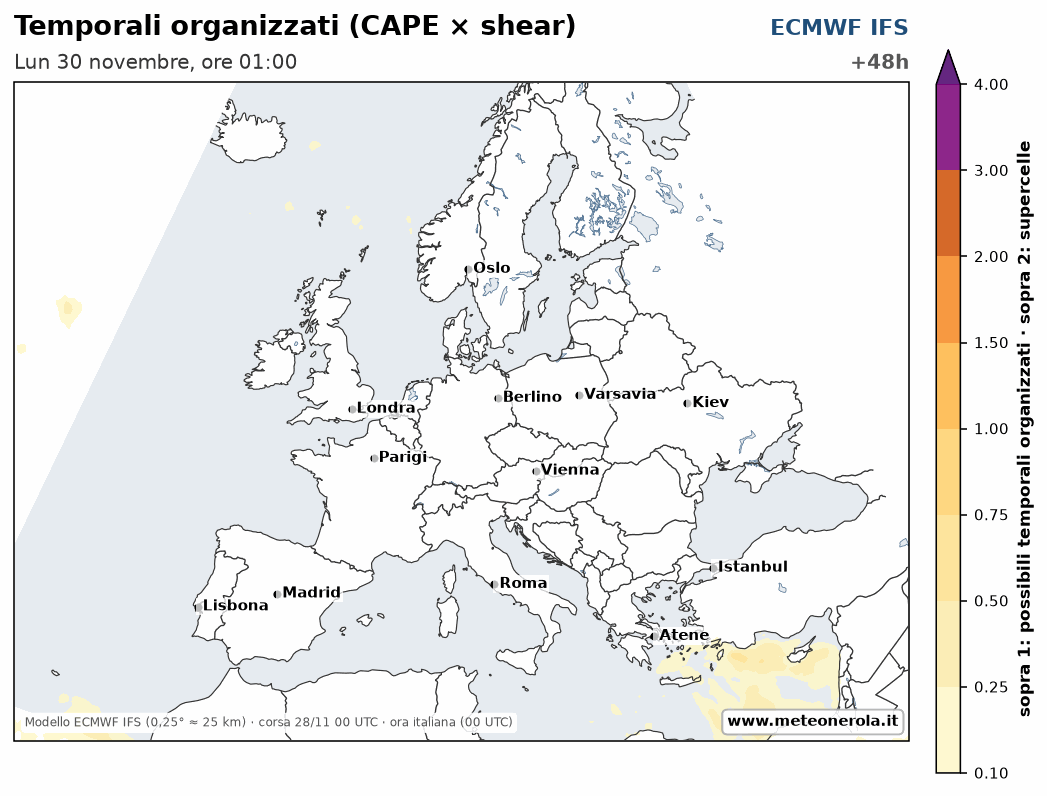 Temporali organizzati (CAPE × shear)
ECMWF IFS
Lun 30 novembre, ore 01:00
+48h
Oslo
Londra
Berlino
Varsavia
Kiev
Parigi
Vienna
Istanbul
Roma
Madrid
Lisbona
Atene
Modello ECMWF IFS (0,25° ≈ 25 km) · corsa 28/11 00 UTC · ora italiana (00 UTC)
www.meteonerola.it
4.00
3.00
2.00
1.50
1.00
0.75
0.50
0.25
0.10
sopra 1: possibili temporali organizzati · sopra 2: supercelle